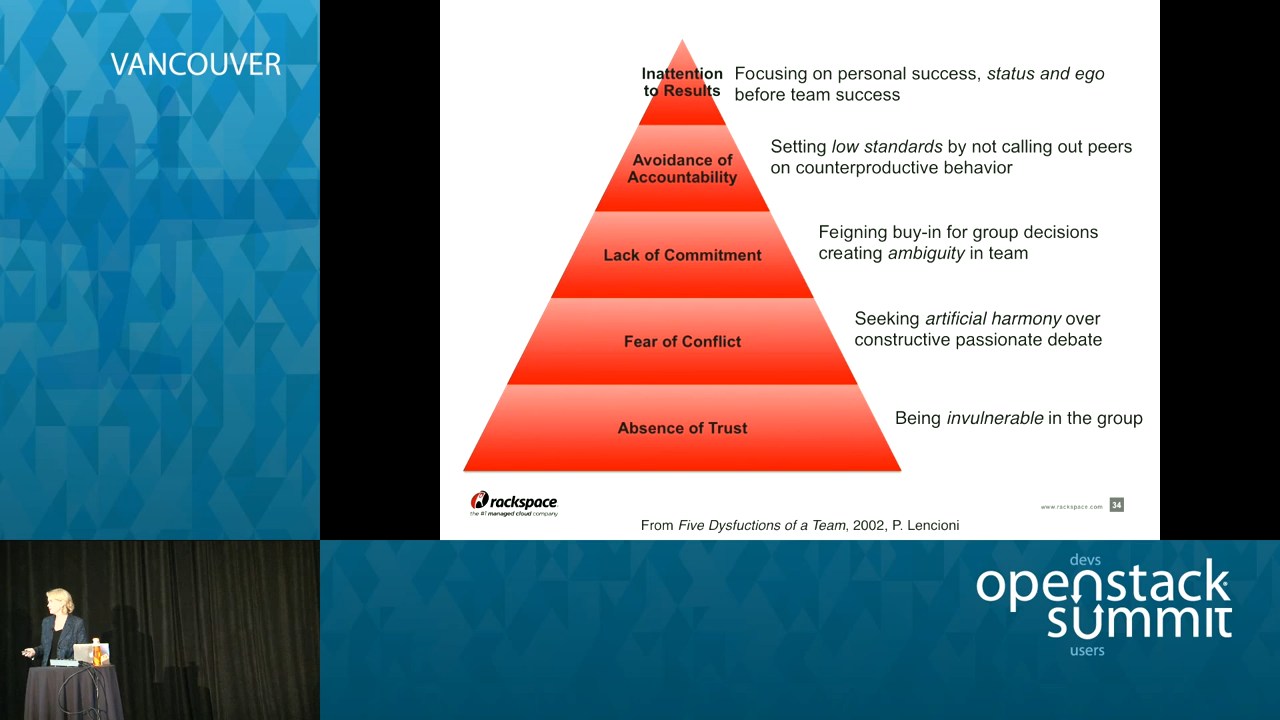 VANCOUVER
Inattention
to Results
Focusing on personal success, status and ego
before team success
Avoidance of
Accountability
Setting low standards by not calling out peers
on counterproductive behavior
Lack of Commitment
Feigning buy-in for group decisions
creating ambiguity in team
Fear of Conflict
Seeking artificial harmony over
constructive passionate debate
Absence of Trust
Being invulnerable in the group
rackspace
the #1 managed cloud company
www.rackspace.com 34
From Five Dysfuctions of a Team, 2002, P. Lencioni
devs
openstack
summit
users